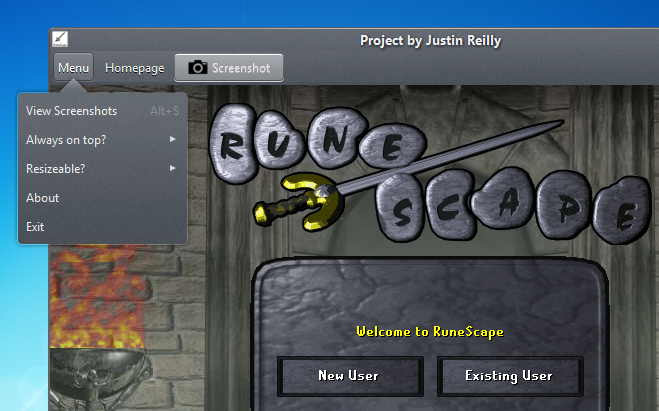 Project by Justin Reilly
Menu Homepage Screenshot
View Screenshots Alt+S
Always on top?
Resizeable?
About
Exit
RUNE
SCAPE
Welcome to RuneScape
New User Existing User